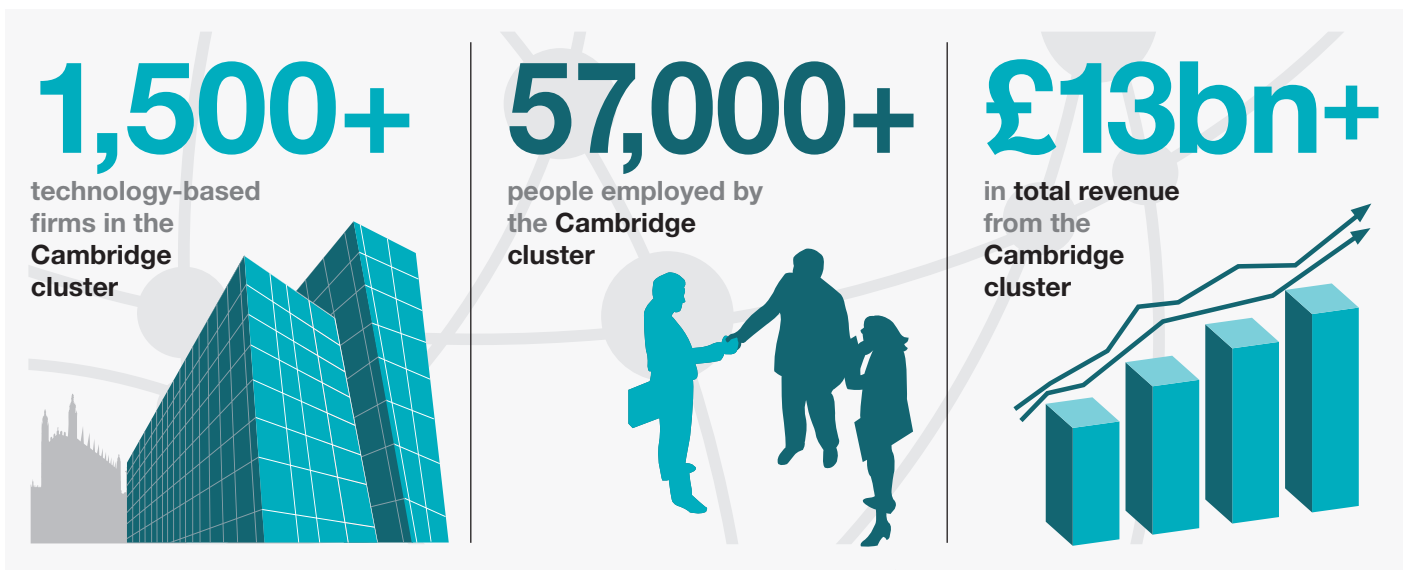 1,500+
technology-based
firms in the
Cambridge
cluster
57,000+
people employed by
the Cambridge
cluster
£13bn+
in total revenue
from the
Cambridge
cluster